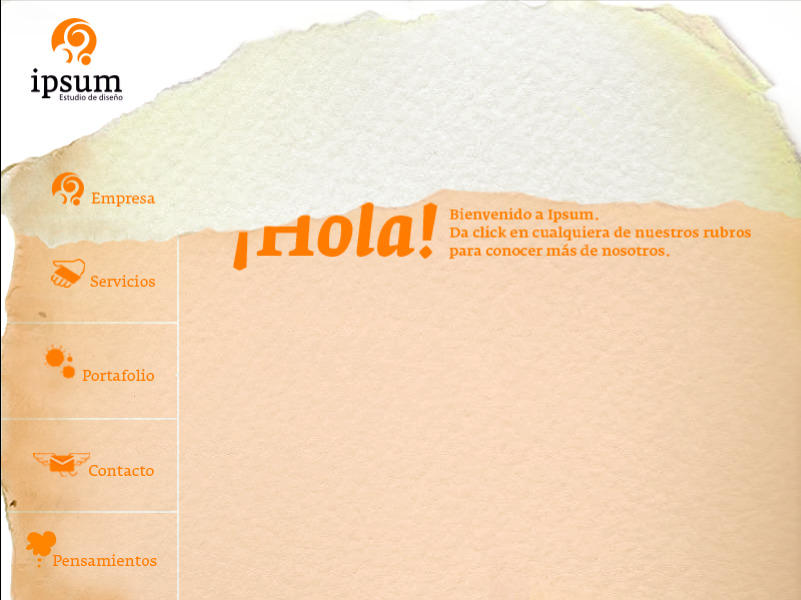 ipsum
Estudio de diseño
Empresa
Servicios
Portafolio
Contacto
Pensamientos
¡Hola!
Bienvenido a Ipsum.
Da click en cualquiera de nuestros rubros
para conocer más de nosotros.